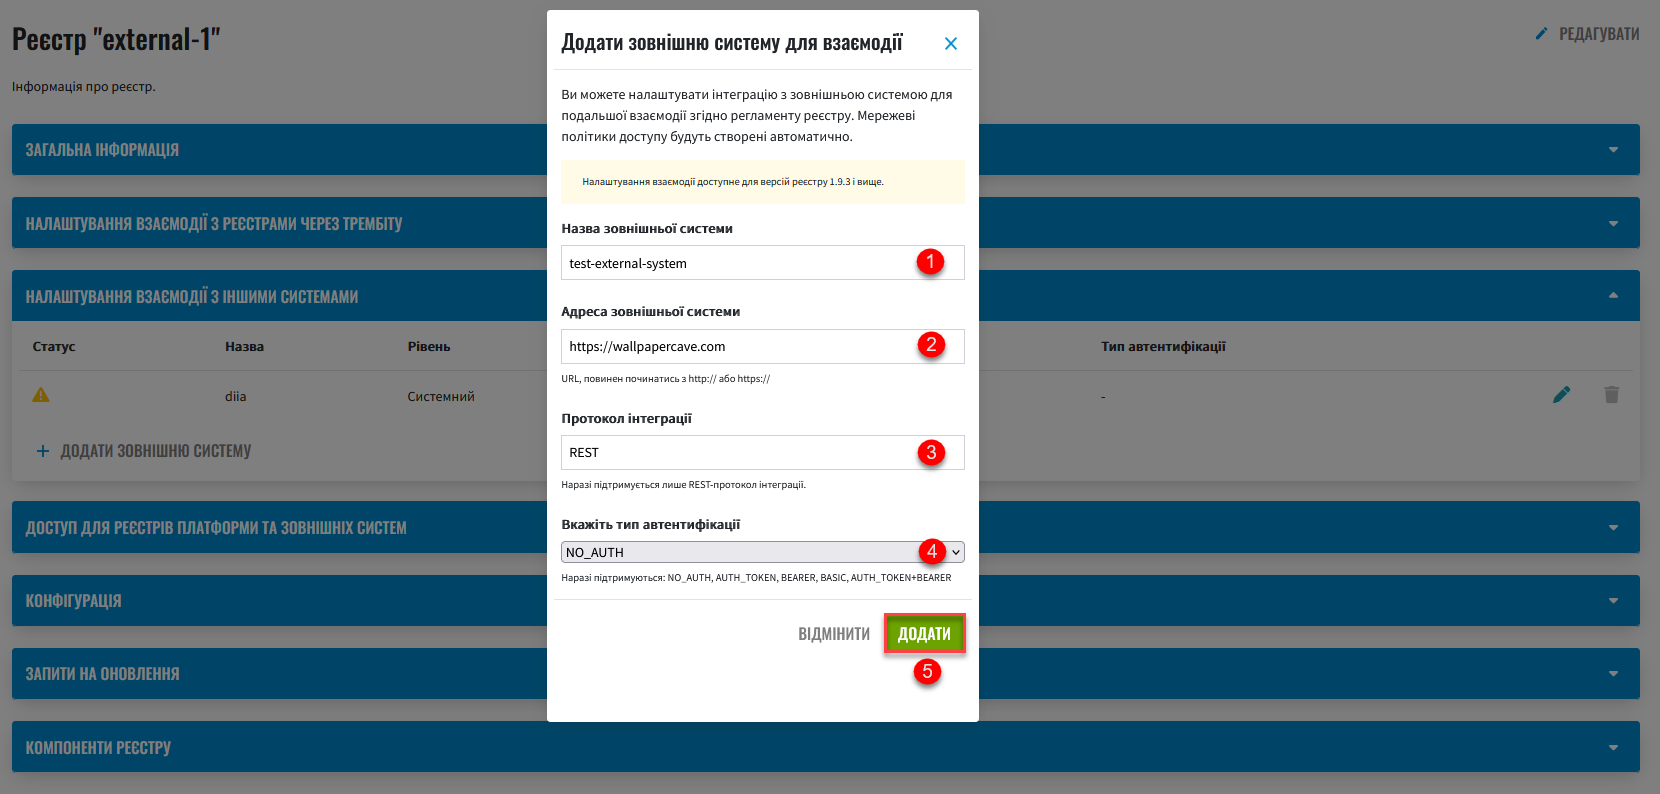 Реєстр "external-1"
РЕДАГУВАТИ
Інформація про реєстр.
ЗАГАЛЬНА ІНФОРМАЦІЯ
НАЛАШТУВАННЯ ВЗАЄМОДІЇ З РЕЄСТРАМИ ЧЕРЕЗ ТРЕМБІТУ
НАЛАШТУВАННЯ ВЗАЄМОДІЇ З ІНШИМИ СИСТЕМАМИ
Статус Назва Рівень Тип автентифікації
diia Системний -
ДОДАТИ ЗОВНІШНЮ СИСТЕМУ
ДОСТУП ДЛЯ РЕЄСТРІВ ПЛАТФОРМИ ТА ЗОВНІШНІХ СИСТЕМ
КОНФІГУРАЦІЯ
ЗАПИТИ НА ОНОВЛЕННЯ
КОМПОНЕНТИ РЕЄСТРУ
Додати зовнішню систему для взаємодії
Ви можете налаштувати інтеграцію з зовнішньою системою для
подальшої взаємодії згідно регламенту реєстру. Мережеві
політики доступу будуть створені автоматично.
Налаштування взаємодії доступне для версій реєстру 1.9.3 і вище.
Назва зовнішньої системи
test-external-system 1
Адреса зовнішньої системи
https://wallpapercave.com 2
URL, повинен починатись з http:// або https://
Протокол інтеграції
REST 3
Наразі підтримується лише REST-протокол інтеграції.
Вкажіть тип автентифікації
NO_AUTH 4
Наразі підтримуються: NO_AUTH, AUTH_TOKEN, BEARER, BASIC, AUTH_TOKEN+BEARER
ВІДМІНИТИ ДОДАТИ
5